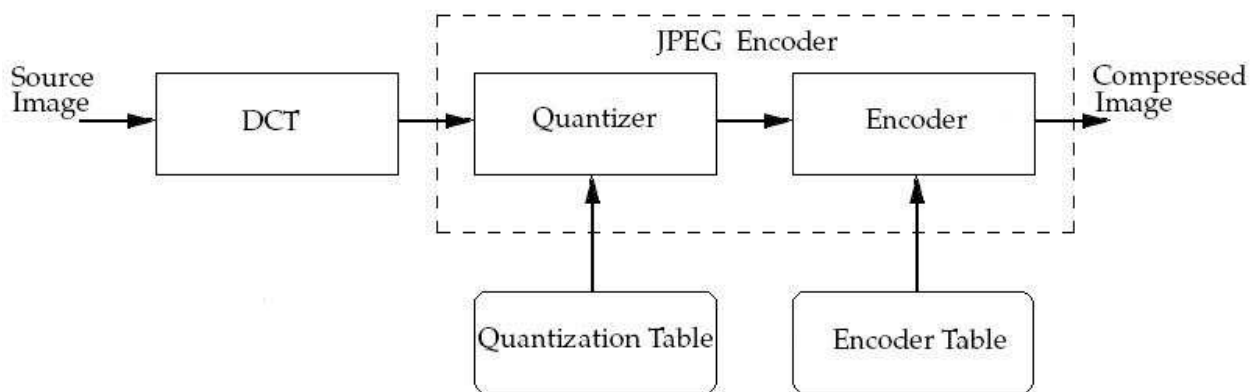 JPEG Encoder
Source
Image
DCT
Quantizer
Encoder
Compressed
Image
Quantization Table
Encoder Table